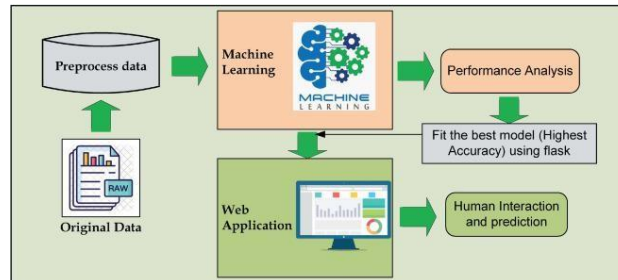 Preprocess data
Machine
Learning
MACHINE
LEARNING
Performance Analysis
Fit the best model (Highest
Accuracy) using flask
RAW
Original Data
Web
Application
Human Interaction
and prediction